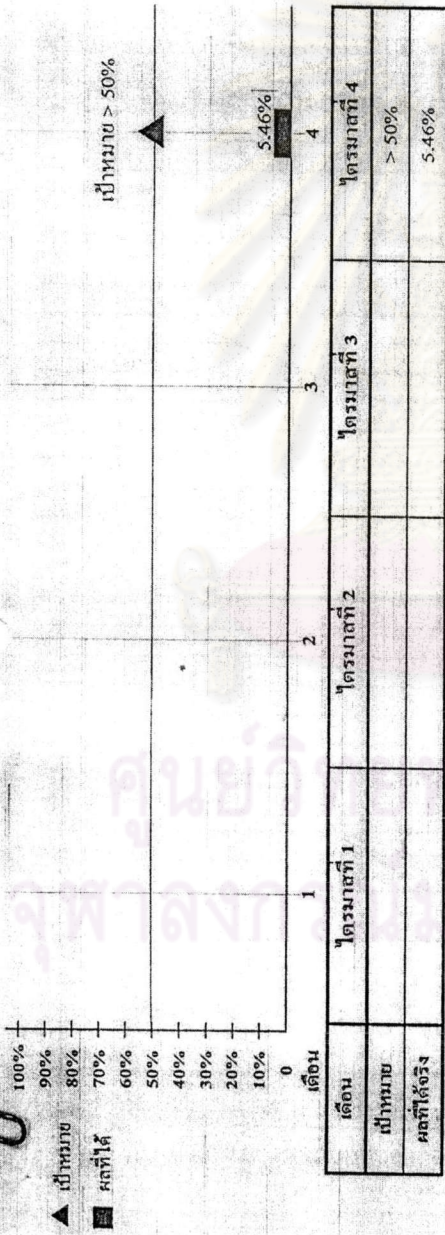 เป้าหมาย
ผลที่ได้
100%
90%
80%
70%
60%
50%
40%
30%
20%
10%
0
เป้าหมาย > 50%
5.46%
เดือน 1 2 3 4
เดือน ไตรมาสที่ 1 ไตรมาสที่ 2 ไตรมาสที่ 3 ไตรมาสที่ 4
เป้าหมาย > 50%
ผลที่ได้จริง 5.46%